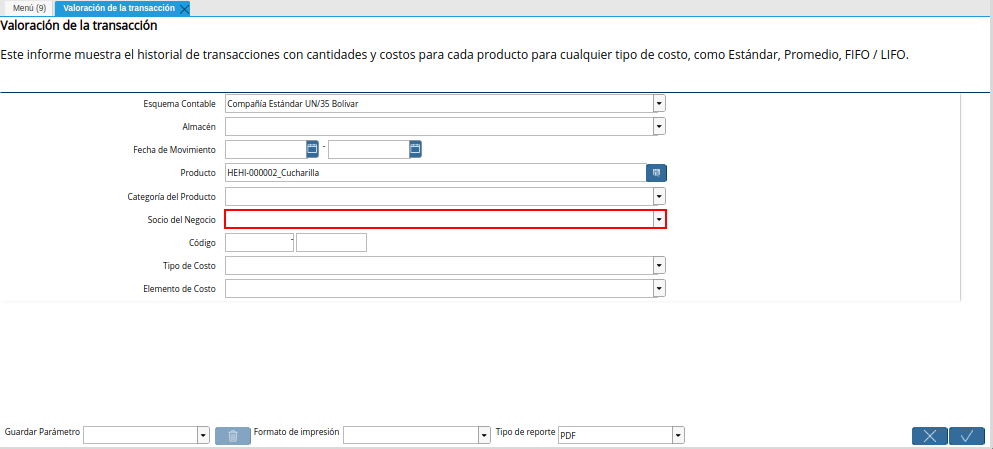 Menú (9) Valoración de la transacción
Valoración de la transacción
Este informe muestra el historial de transacciones con cantidades y costos para cada producto para cualquier tipo de costo, como Estándar, Promedio, FIFO / LIFO.
Esquema Contable Compañía Estándar UN/35 Bolivar
Almacén
Fecha de Movimiento -
Producto HEHI-000002_Cucharilla
Categoría del Producto
Socio del Negocio
Código -
Tipo de Costo
Elemento de Costo
Guardar Parámetro Formato de impresión Tipo de reporte PDF